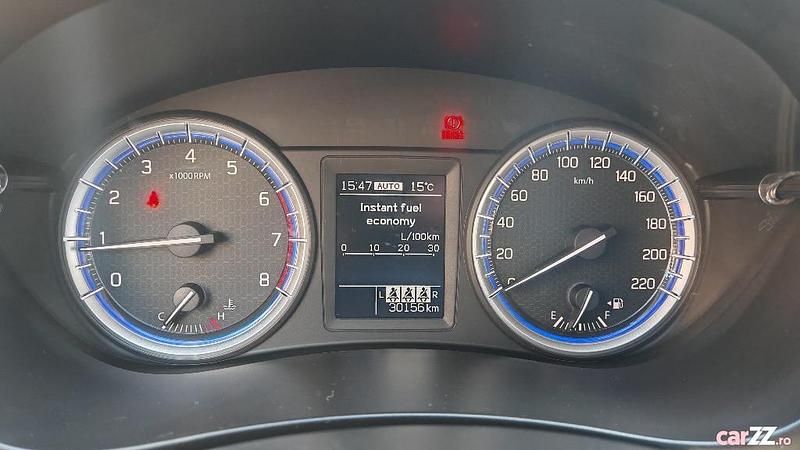 3 4 5
x1000RPM
2 6
1 7
0 8
C H
15:47 AUTO 15°C
Instant fuel
economy
L/100km
0 10 20 30
L R
30156km
80 100 120 140
km/h
60 160
40 180
20 200
0 220
E F
carZZ.ro